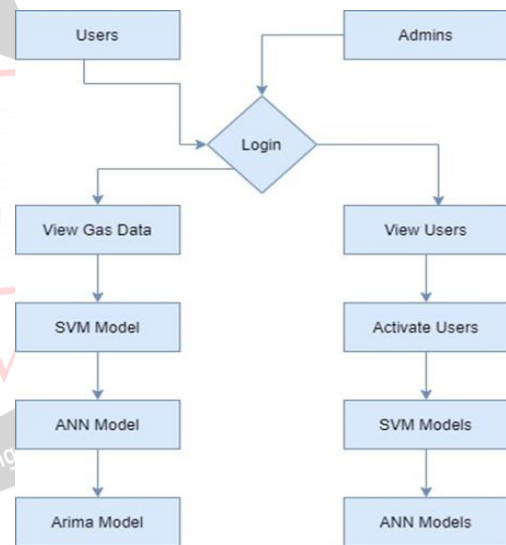 Users
Admins
Login
View Gas Data
View Users
SVM Model
Activate Users
ANN Model
SVM Models
Arima Model
ANN Models